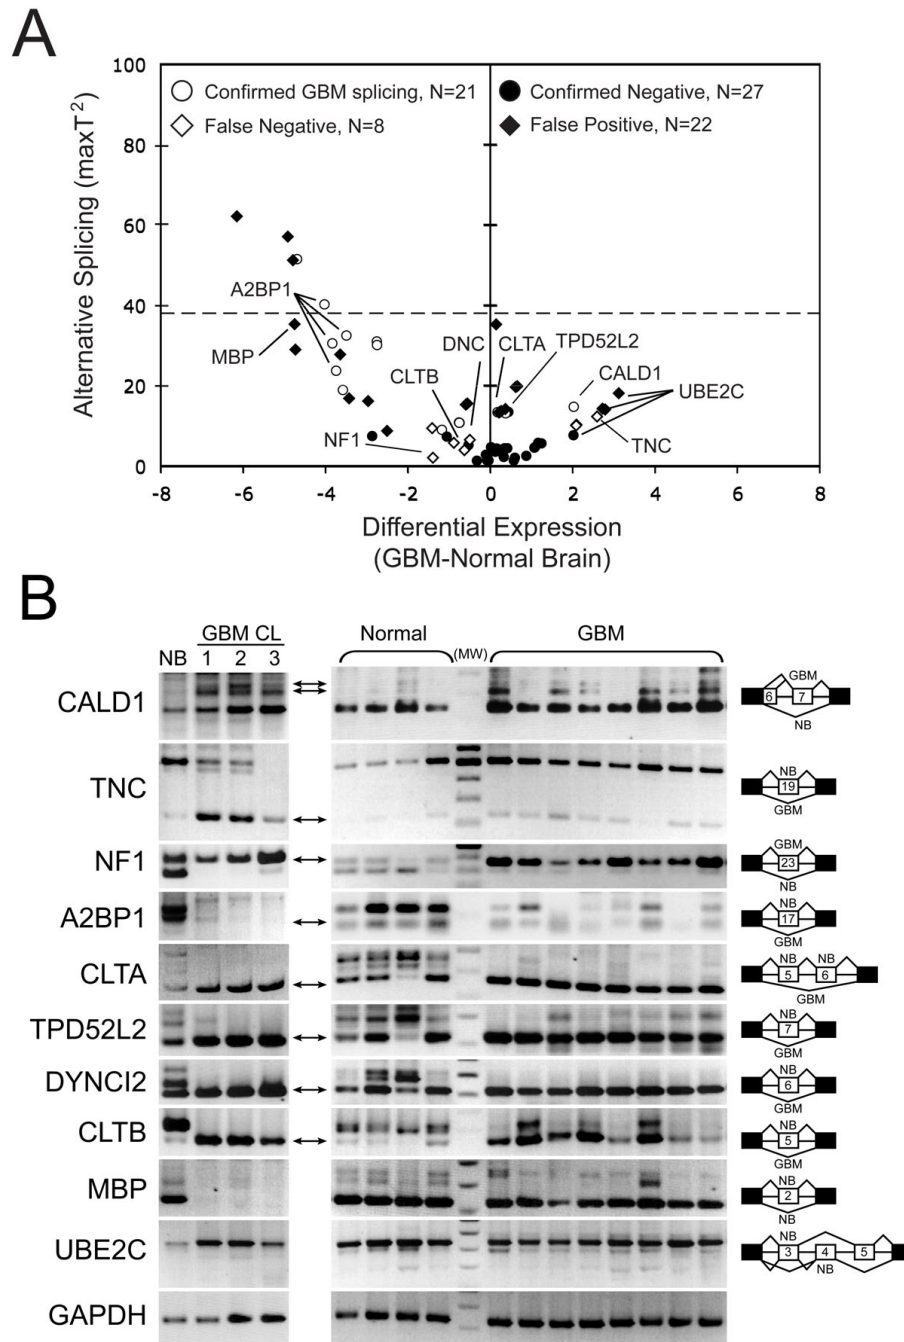 A
Alternative Splicing (maxT²)
100
80
60
40
20
0
Confirmed GBM splicing, N=21
False Negative, N=8
Confirmed Negative, N=27
False Positive, N=22
A2BP1
MBP
NF1
CLTB
DNC
CLTA
TPD52L2
CALD1
UBE2C
TNC
-8 -6 -4 -2 0 2 4 6 8
Differential Expression
(GBM-Normal Brain)
B
GBM CL
NB 1 2 3
Normal
(MW)
GBM
CALD1
GBM
6 7
NB
TNC
NB
19
GBM
NF1
GBM
23
NB
A2BP1
NB
17
GBM
CLTA
NB NB
5 6
GBM
TPD52L2
NB
7
GBM
DYNCI2
NB
6
GBM
CLTB
NB
5
GBM
MBP
NB
2
NB
UBE2C
NB
3 4 5
NB
GAPDH